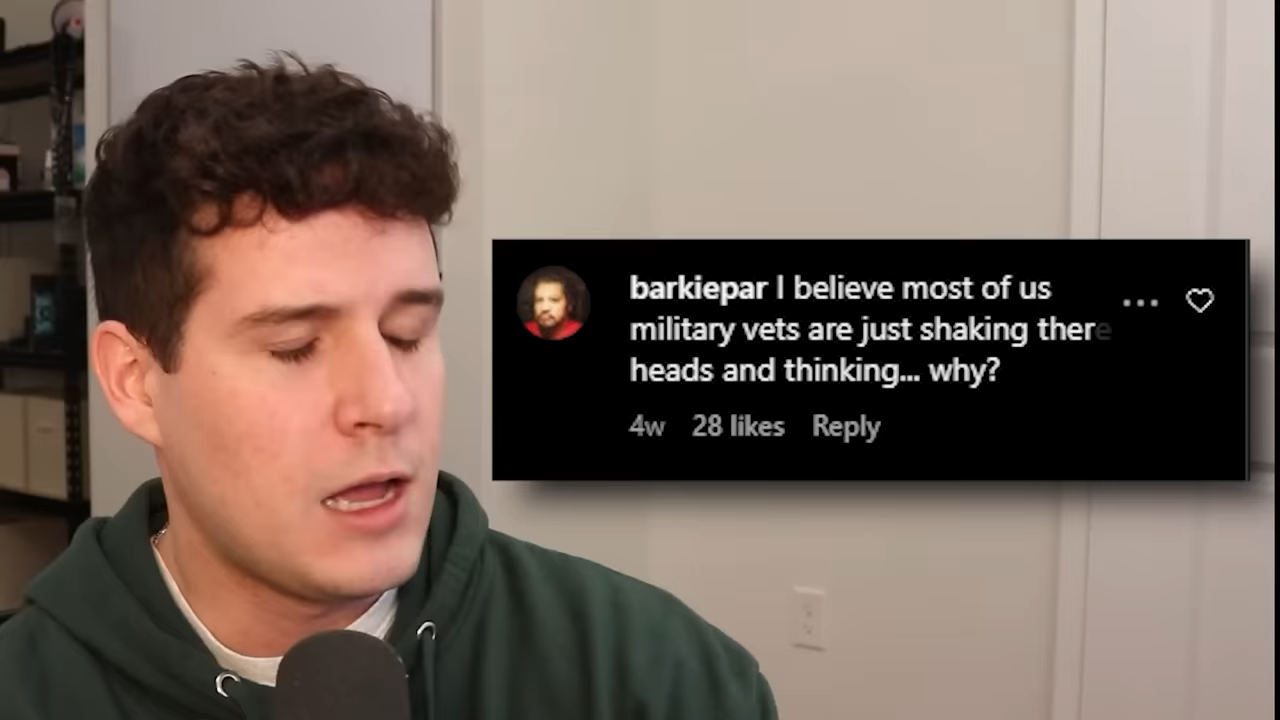 barkiepar I believe most of us
military vets are just shaking there
heads and thinking... why?
4w 28 likes Reply